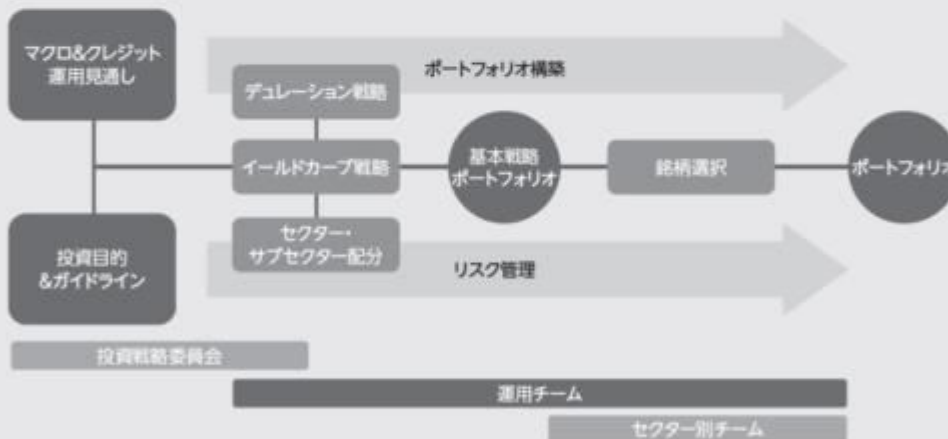 マクロ&クレジット
運用見通し
ポートフォリオ構築
デュレーション戦略
イールドカーブ戦略
基本戦略
ポートフォリオ
銘柄選択
ポートフォリオ
セクター・
サブセクター配分
投資目的
&ガイドライン
リスク管理
投資戦略委員会
運用チーム
セクター別チーム